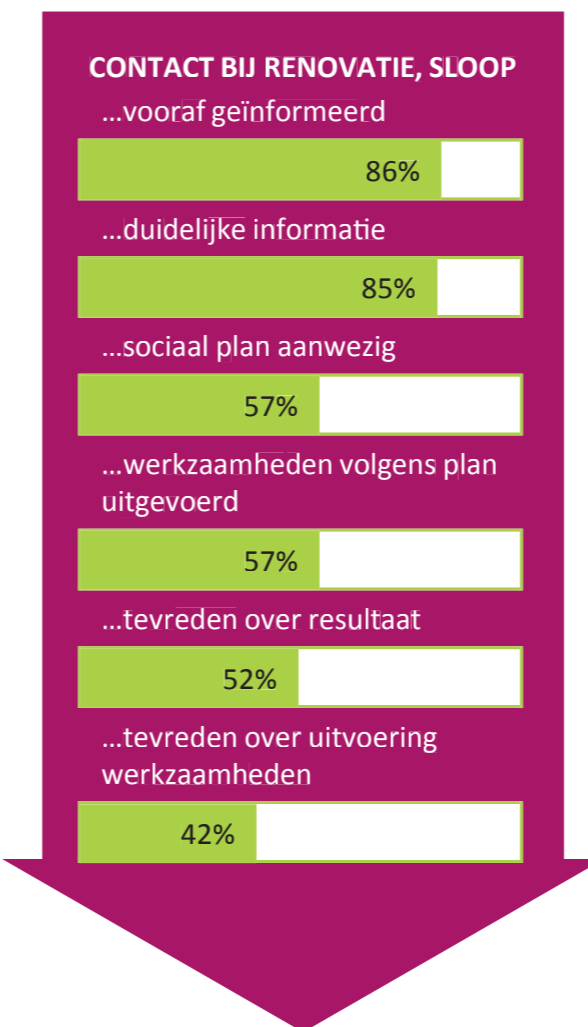 CONTACT BIJ RENOVATIE, SLOOP
...vooraf geïnformeerd
86%
...duidelijke informatie
85%
...sociaal plan aanwezig
57%
...werkzaamheden volgens plan
uitgevoerd
57%
...tevreden over resultaat
52%
...tevreden over uitvoering
werkzaamheden
42%